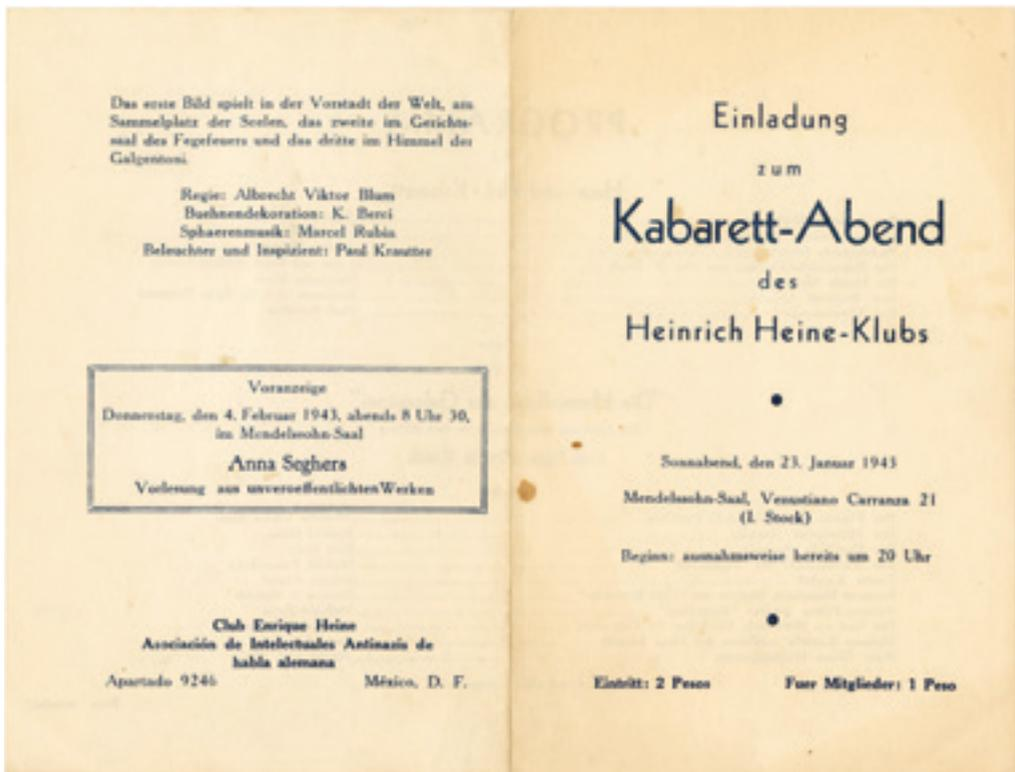 Das erste Bild spielt in der Vorstadt der Welt, am
Sammelplatz der Seelen, das zweite im Gerichts-
saal des Fegefeuers und das dritte im Himmel der
Galgentoni.
Regie: Albrecht Viktor Blum
Buehnendekoration: K. Berci
Sphaerenmusik: Marcel Rubin
Beleuchter und Inspizient: Paul Krautter
Voranzeige
Donnerstag, den 4. Februar 1943, abends 8 Uhr 30,
im Mendelssohn-Saal
Anna Seghers
Vorlesung aus unveroeffentlichten Werken
Club Enrique Heine
Asociación de Intelectuales Antinazis de
habla alemana
Apartado 9246 México, D. F.
Einladung
zum
Kabarett-Abend
des
Heinrich Heine-Klubs
Sonnabend, den 23. Januar 1943
Mendelssohn-Saal, Venustiano Carranza 21
(I. Stock)
Beginn: ausnahmsweise bereits um 20 Uhr
Eintritt: 2 Pesos Fuer Mitglieder: 1 Peso